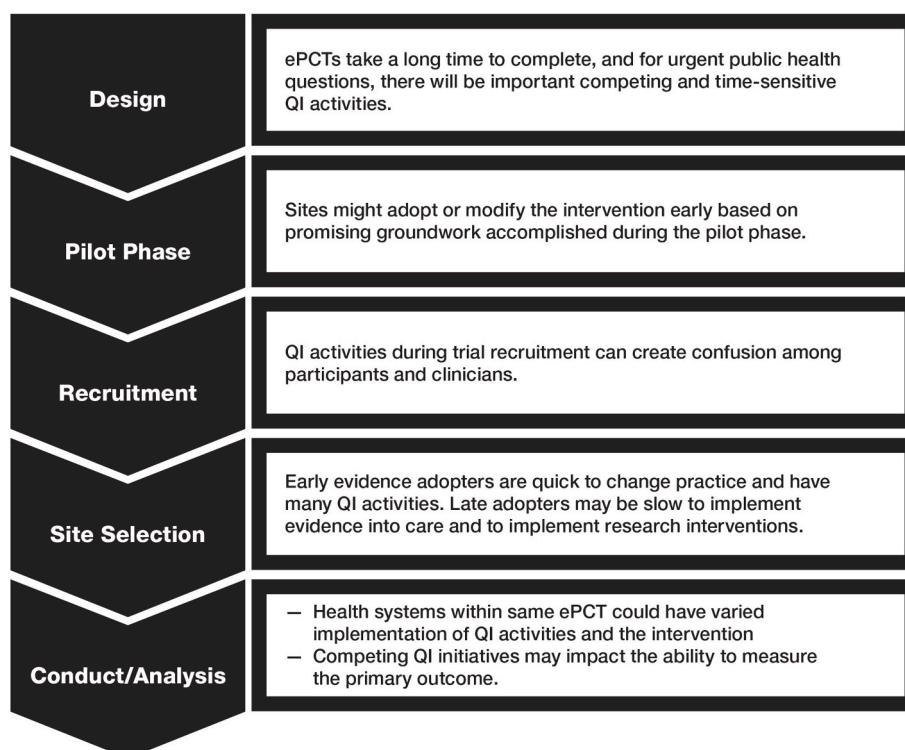 Design
ePCTs take a long time to complete, and for urgent public health
questions, there will be important competing and time-sensitive
QI activities.
Pilot Phase
Sites might adopt or modify the intervention early based on
promising groundwork accomplished during the pilot phase.
Recruitment
QI activities during trial recruitment can create confusion among
participants and clinicians.
Site Selection
Early evidence adopters are quick to change practice and have
many QI activities. Late adopters may be slow to implement
evidence into care and to implement research interventions.
Conduct/Analysis
— Health systems within same ePCT could have varied
implementation of QI activities and the intervention
— Competing QI initiatives may impact the ability to measure
the primary outcome.